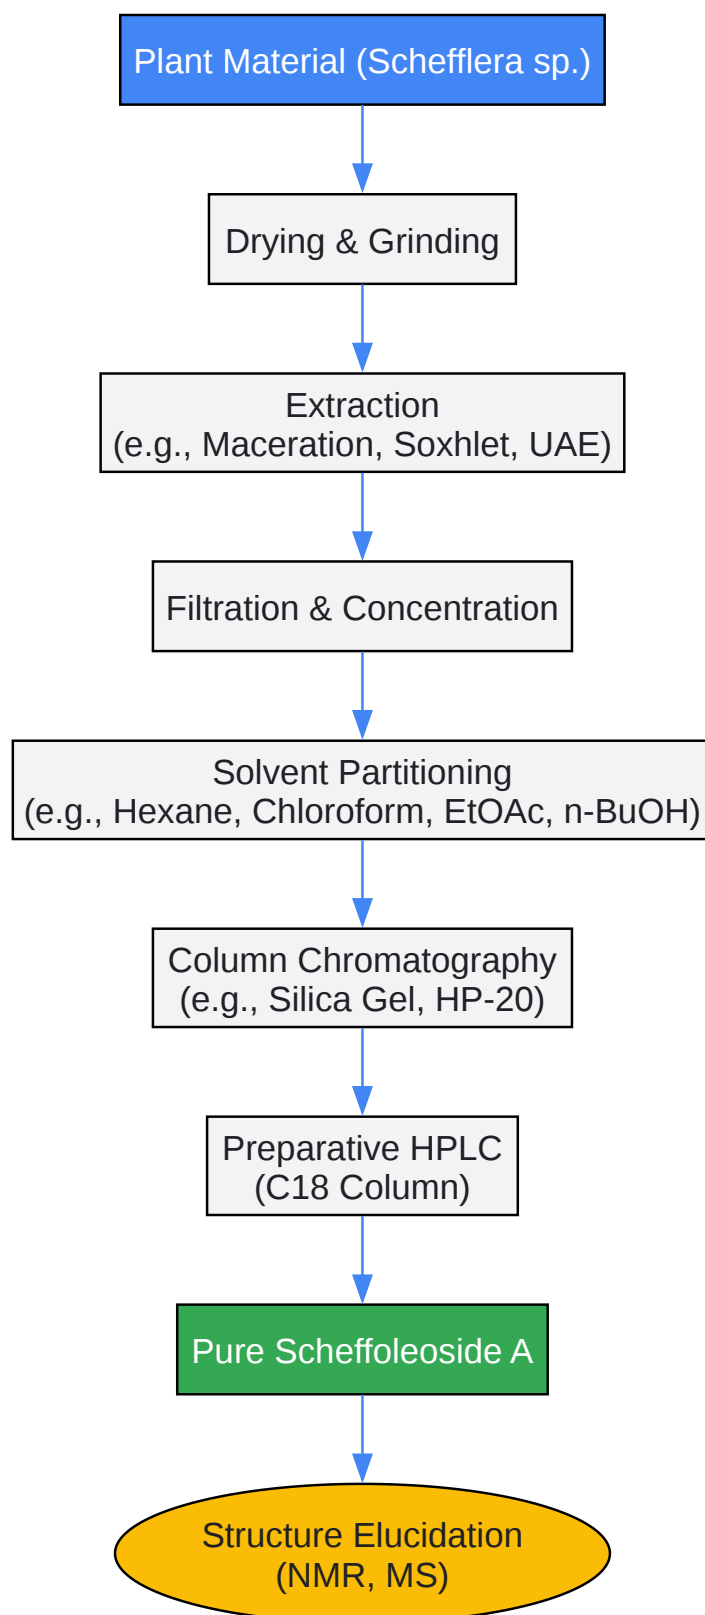 Plant Material (Schefflera sp.)
Drying & Grinding
Extraction
(e.g., Maceration, Soxhlet, UAE)
Filtration & Concentration
Solvent Partitioning
(e.g., Hexane, Chloroform, EtOAc, n-BuOH)
Column Chromatography
(e.g., Silica Gel, HP-20)
Preparative HPLC
(C18 Column)
Pure Scheffoleoside A
Structure Elucidation
(NMR, MS)